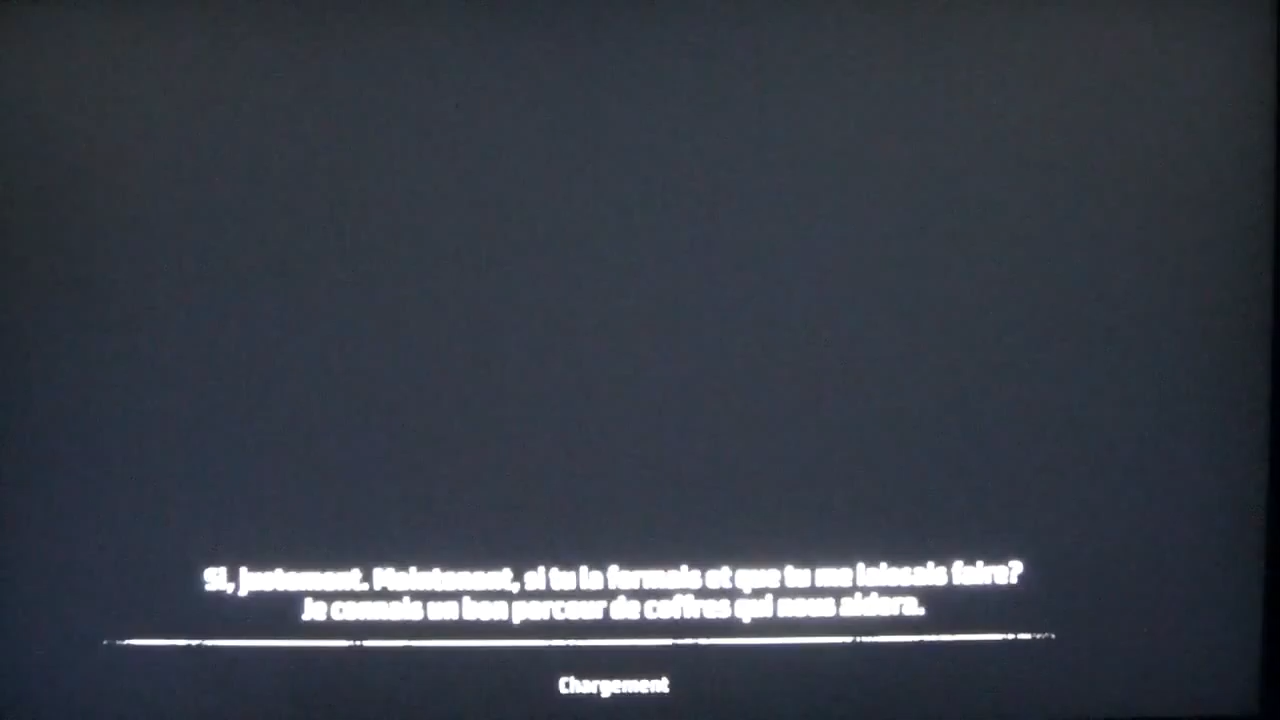 Si, justement. Maintenant, si tu la fermais et que tu me laissais faire?
Je connais un bon perceur de coffres qui nous aidera.
Chargement